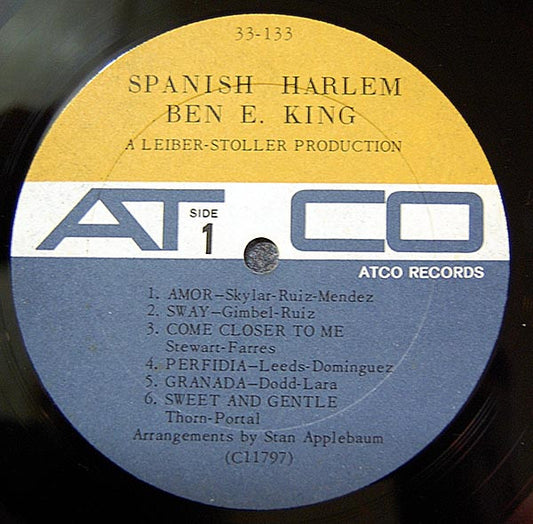 33-133
SPANISH HARLEM
BEN E. KING
A LEIBER-STOLLER PRODUCTION
ATCO
SIDE
1
ATCO RECORDS
1. AMOR—Skylar-Ruiz-Mendez
2. SWAY—Gimbel-Ruiz
3. COME CLOSER TO ME
Stewart-Farres
4. PERFIDIA—Leeds-Dominguez
5. GRANADA—Dodd-Lara
6. SWEET AND GENTLE
Thorn-Portal
Arrangements by Stan Applebaum
(C11797)